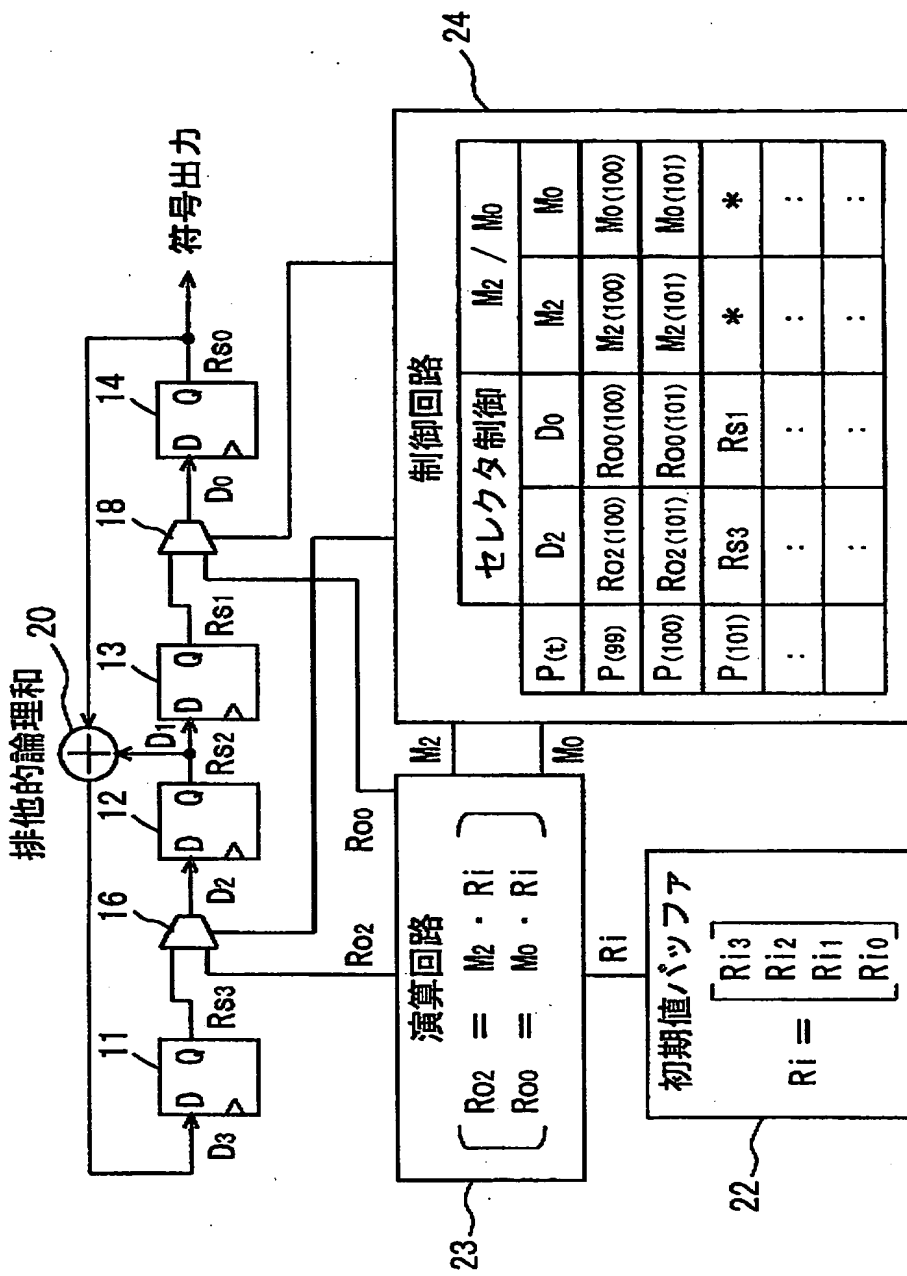 排他的論理和
20
11
D Q
D3
Rs3
16
D2
12
D Q
Rs2
D1
13
D Q
Rs1
18
D0
14
D Q
Rs0
符号出力
Ro2
Roo
23
演算回路
Ro2 = M2・Ri
Roo = M0・Ri
M2
M0
Ri
22
初期値バッファ
Ri = [Ri3 Ri2 Ri1 Ri0]
24
制御回路
セレクタ制御 M2 / M0
P(t) D2 D0 M2 M0
P(99) Ro2(100) Roo(100) M2(100) M0(100)
P(100) Ro2(101) Roo(101) M2(101) M0(101)
P(101) Rs3 Rs1 * *
: : : : :
: : : :